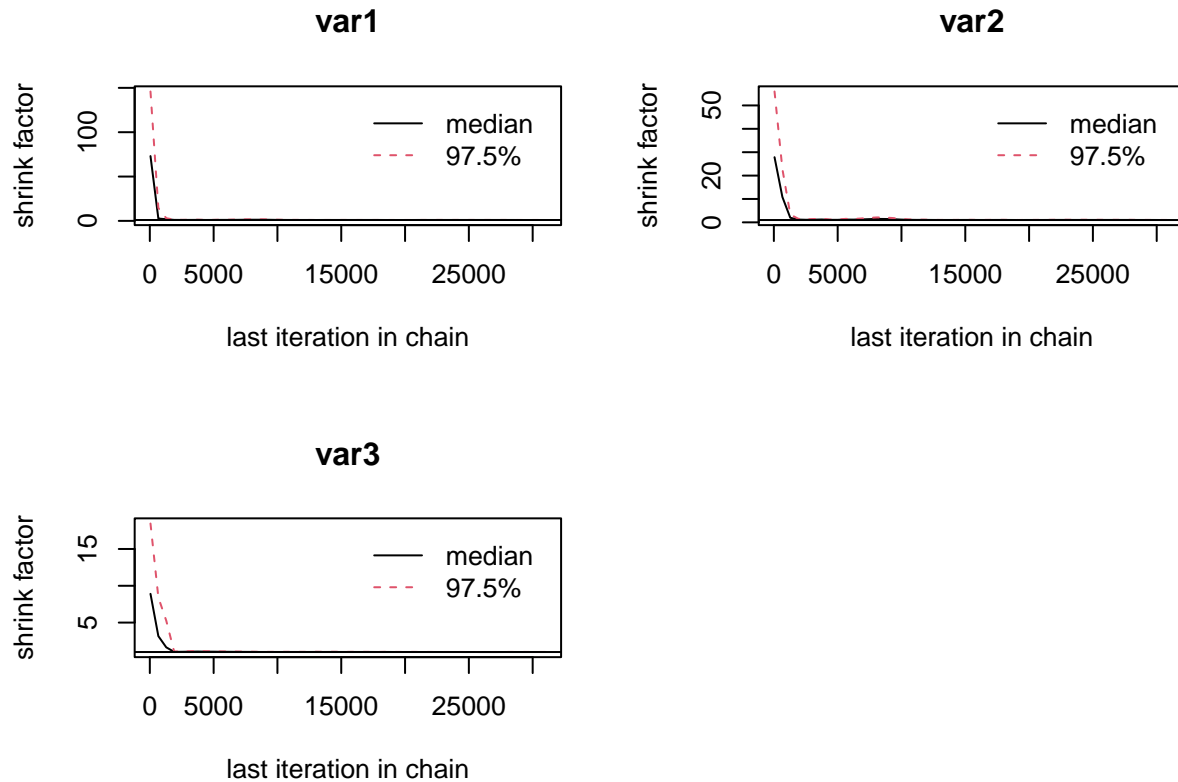 var1
shrink factor
0
100
median
97.5%
0 5000 15000 25000
last iteration in chain
var2
shrink factor
0
20
50
median
97.5%
0 5000 15000 25000
last iteration in chain
var3
shrink factor
5
15
median
97.5%
0 5000 15000 25000
last iteration in chain